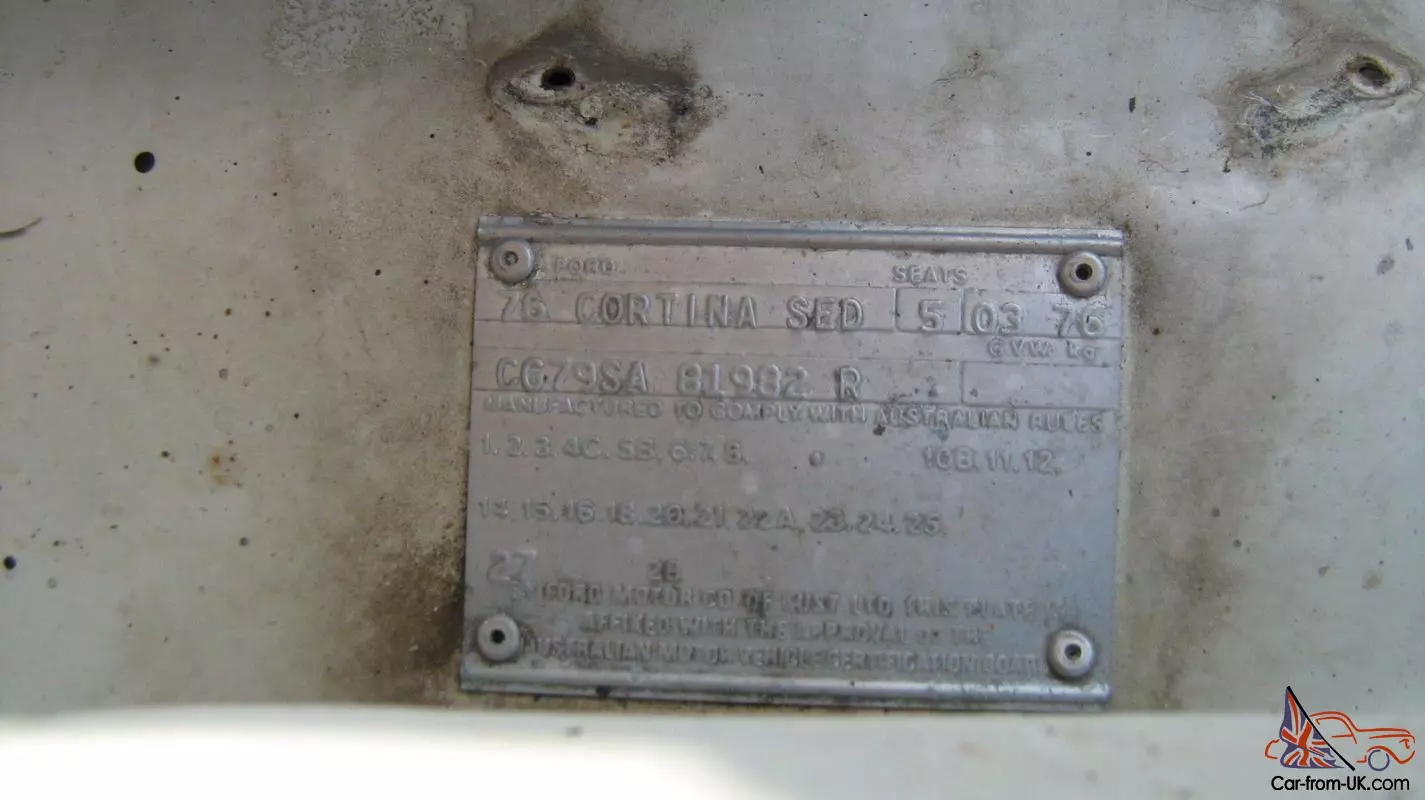 FORD SEATS
76 CORTINA SED 5 03 76
GVW kg
CG79SA 81982 R
MANUFACTURED TO COMPLY WITH AUSTRALIAN RULES
1. 2. 3. 4C. 5B. 6. 7. 8. 10B. 11. 12.
14. 15. 16. 18. 20. 21. 22A. 23. 24. 25.
27 26
FORD MOTOR CO OF AUST LTD THIS PLATE
AFFIXED WITH THE APPROVAL OF THE
AUSTRALIAN MOTOR VEHICLE CERTIFICATION BOARD
Car-from-UK.com